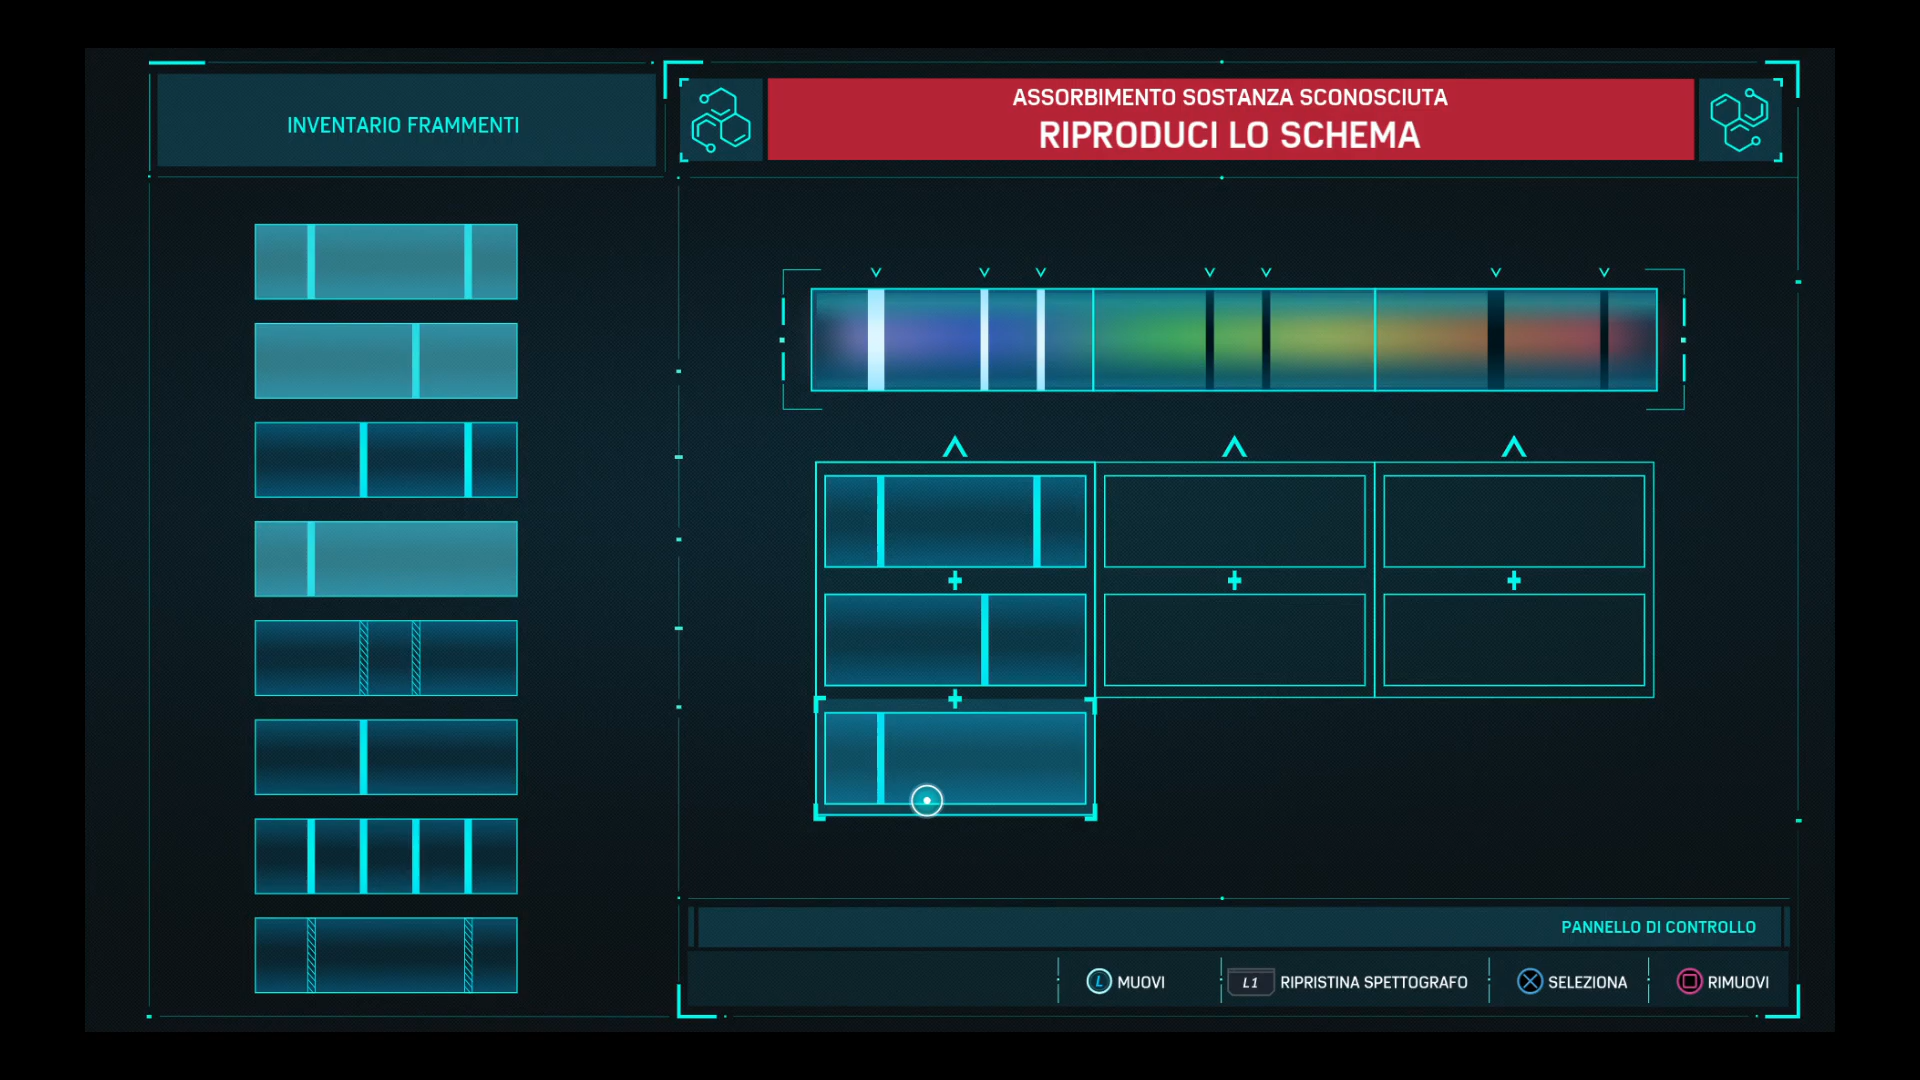 INVENTARIO FRAMMENTI
ASSORBIMENTO SOSTANZA SCONOSCIUTA
RIPRODUCI LO SCHEMA
PANNELLO DI CONTROLLO
L MUOVI
L1 RIPRISTINA SPETTOGRAFO
SELEZIONA
RIMUOVI